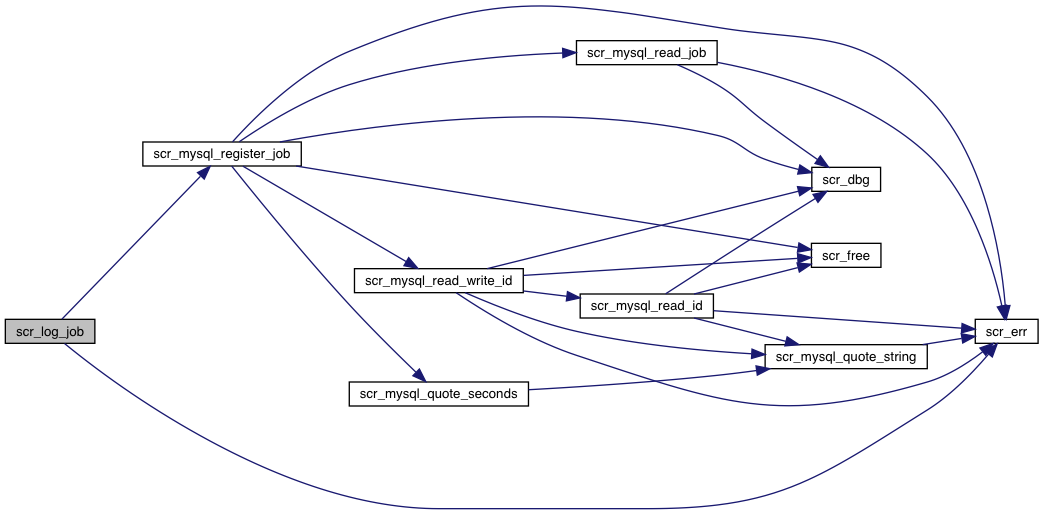 scr_mysql_read_job
scr_mysql_register_job
scr_dbg
scr_free
scr_mysql_read_write_id
scr_mysql_read_id
scr_log_job
scr_err
scr_mysql_quote_string
scr_mysql_quote_seconds